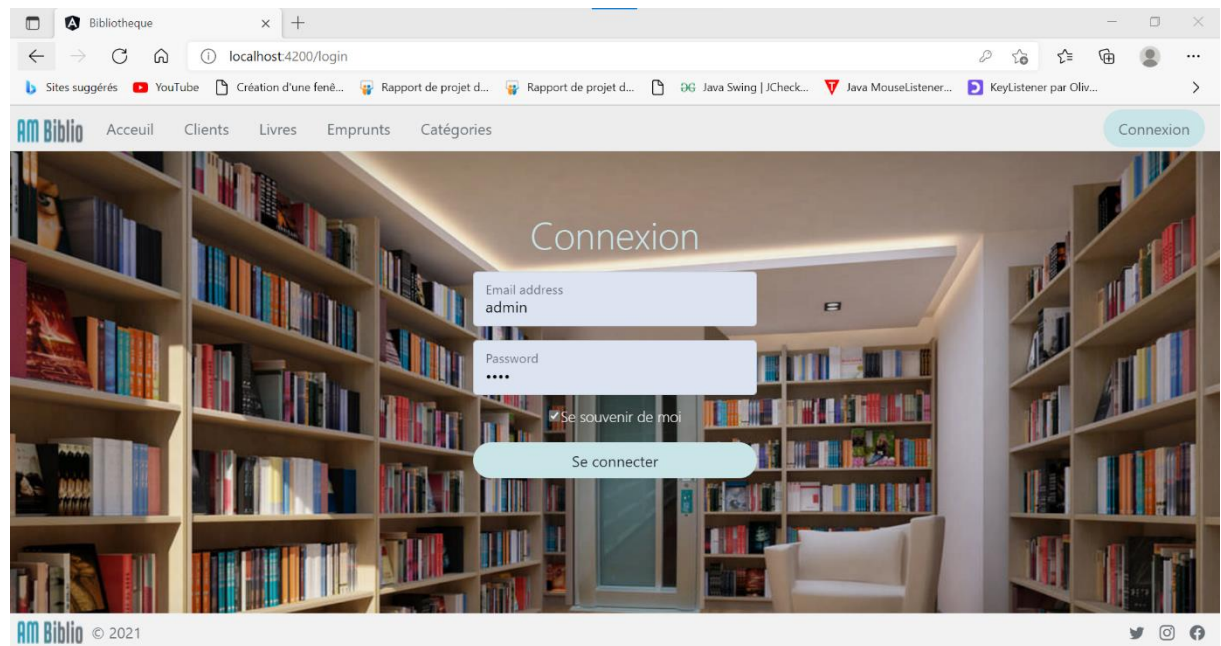 Bibliotheque
localhost:4200/login
Sites suggérés YouTube Création d'une fenê... Rapport de projet d... Rapport de projet d... ƏG Java Swing | JCheck... Java MouseListener... KeyListener par Oliv...
AM Biblio Acceuil Clients Livres Emprunts Catégories Connexion
Connexion
Email address
admin
Password
••••
Se souvenir de moi
Se connecter
AM Biblio © 2021